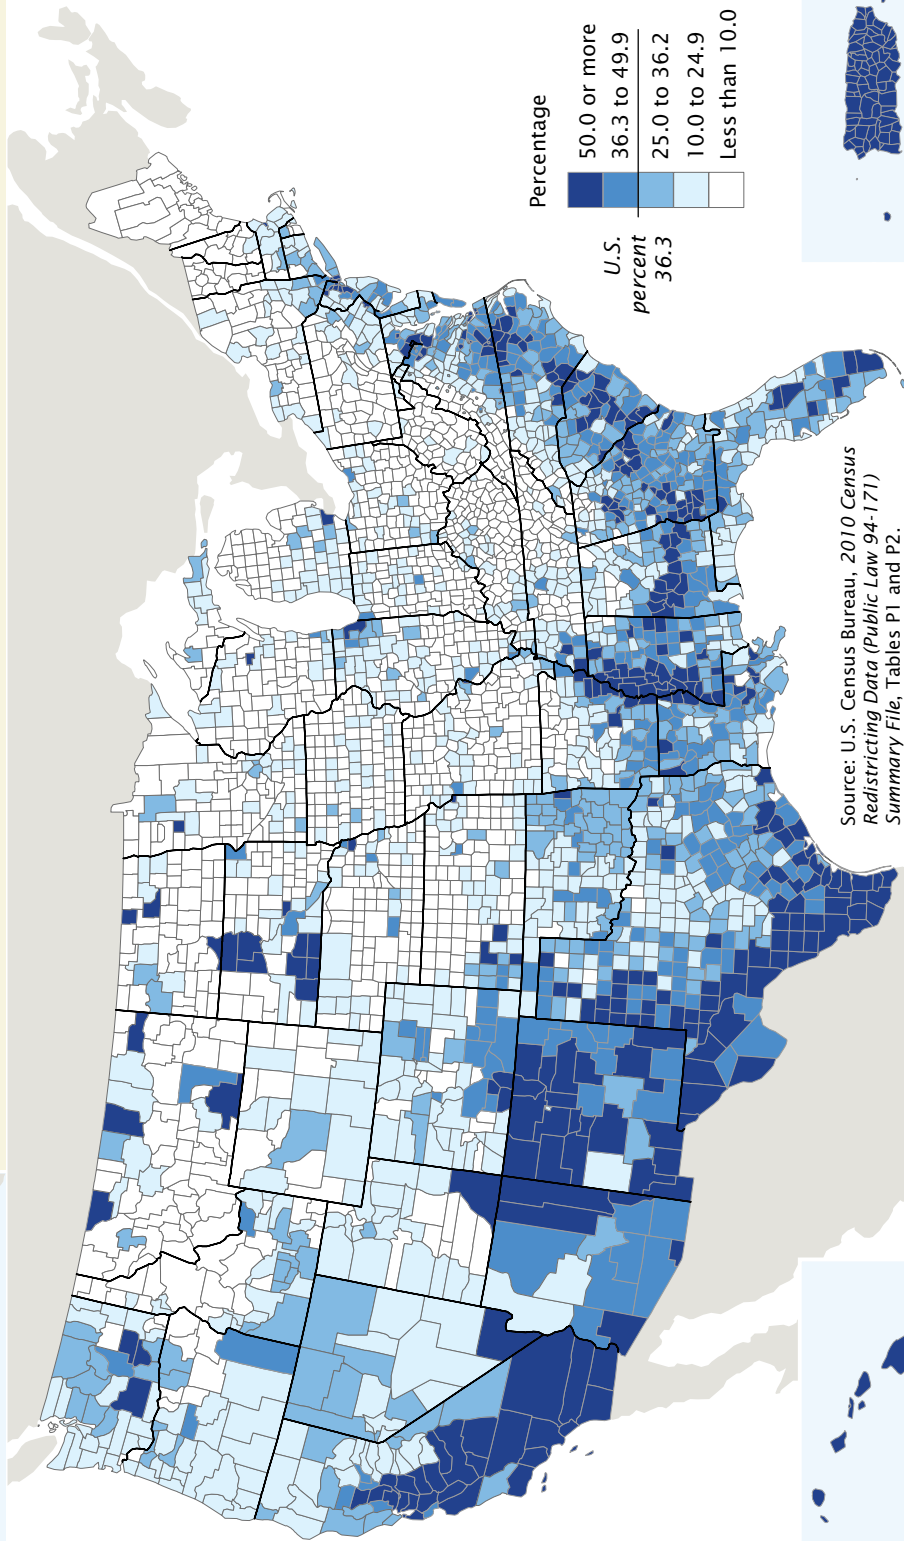 Percentage
50.0 or more
36.3 to 49.9
25.0 to 36.2
10.0 to 24.9
Less than 10.0
U.S.
percent
36.3
Source: U.S. Census Bureau, 2010 Census
Redistricting Data (Public Law 94-171)
Summary File, Tables P1 and P2.